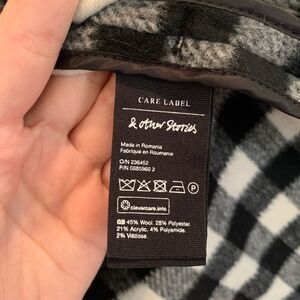 CARE LABEL
& other Stories
Made in Romania
Fabriqué en Roumanie
O/N 236452
P/N 0885960 2
P
clevercare.info
GB 45% Wool. 28% Polyester.
21% Acrylic. 4% Polyamide.
2% Viscose.